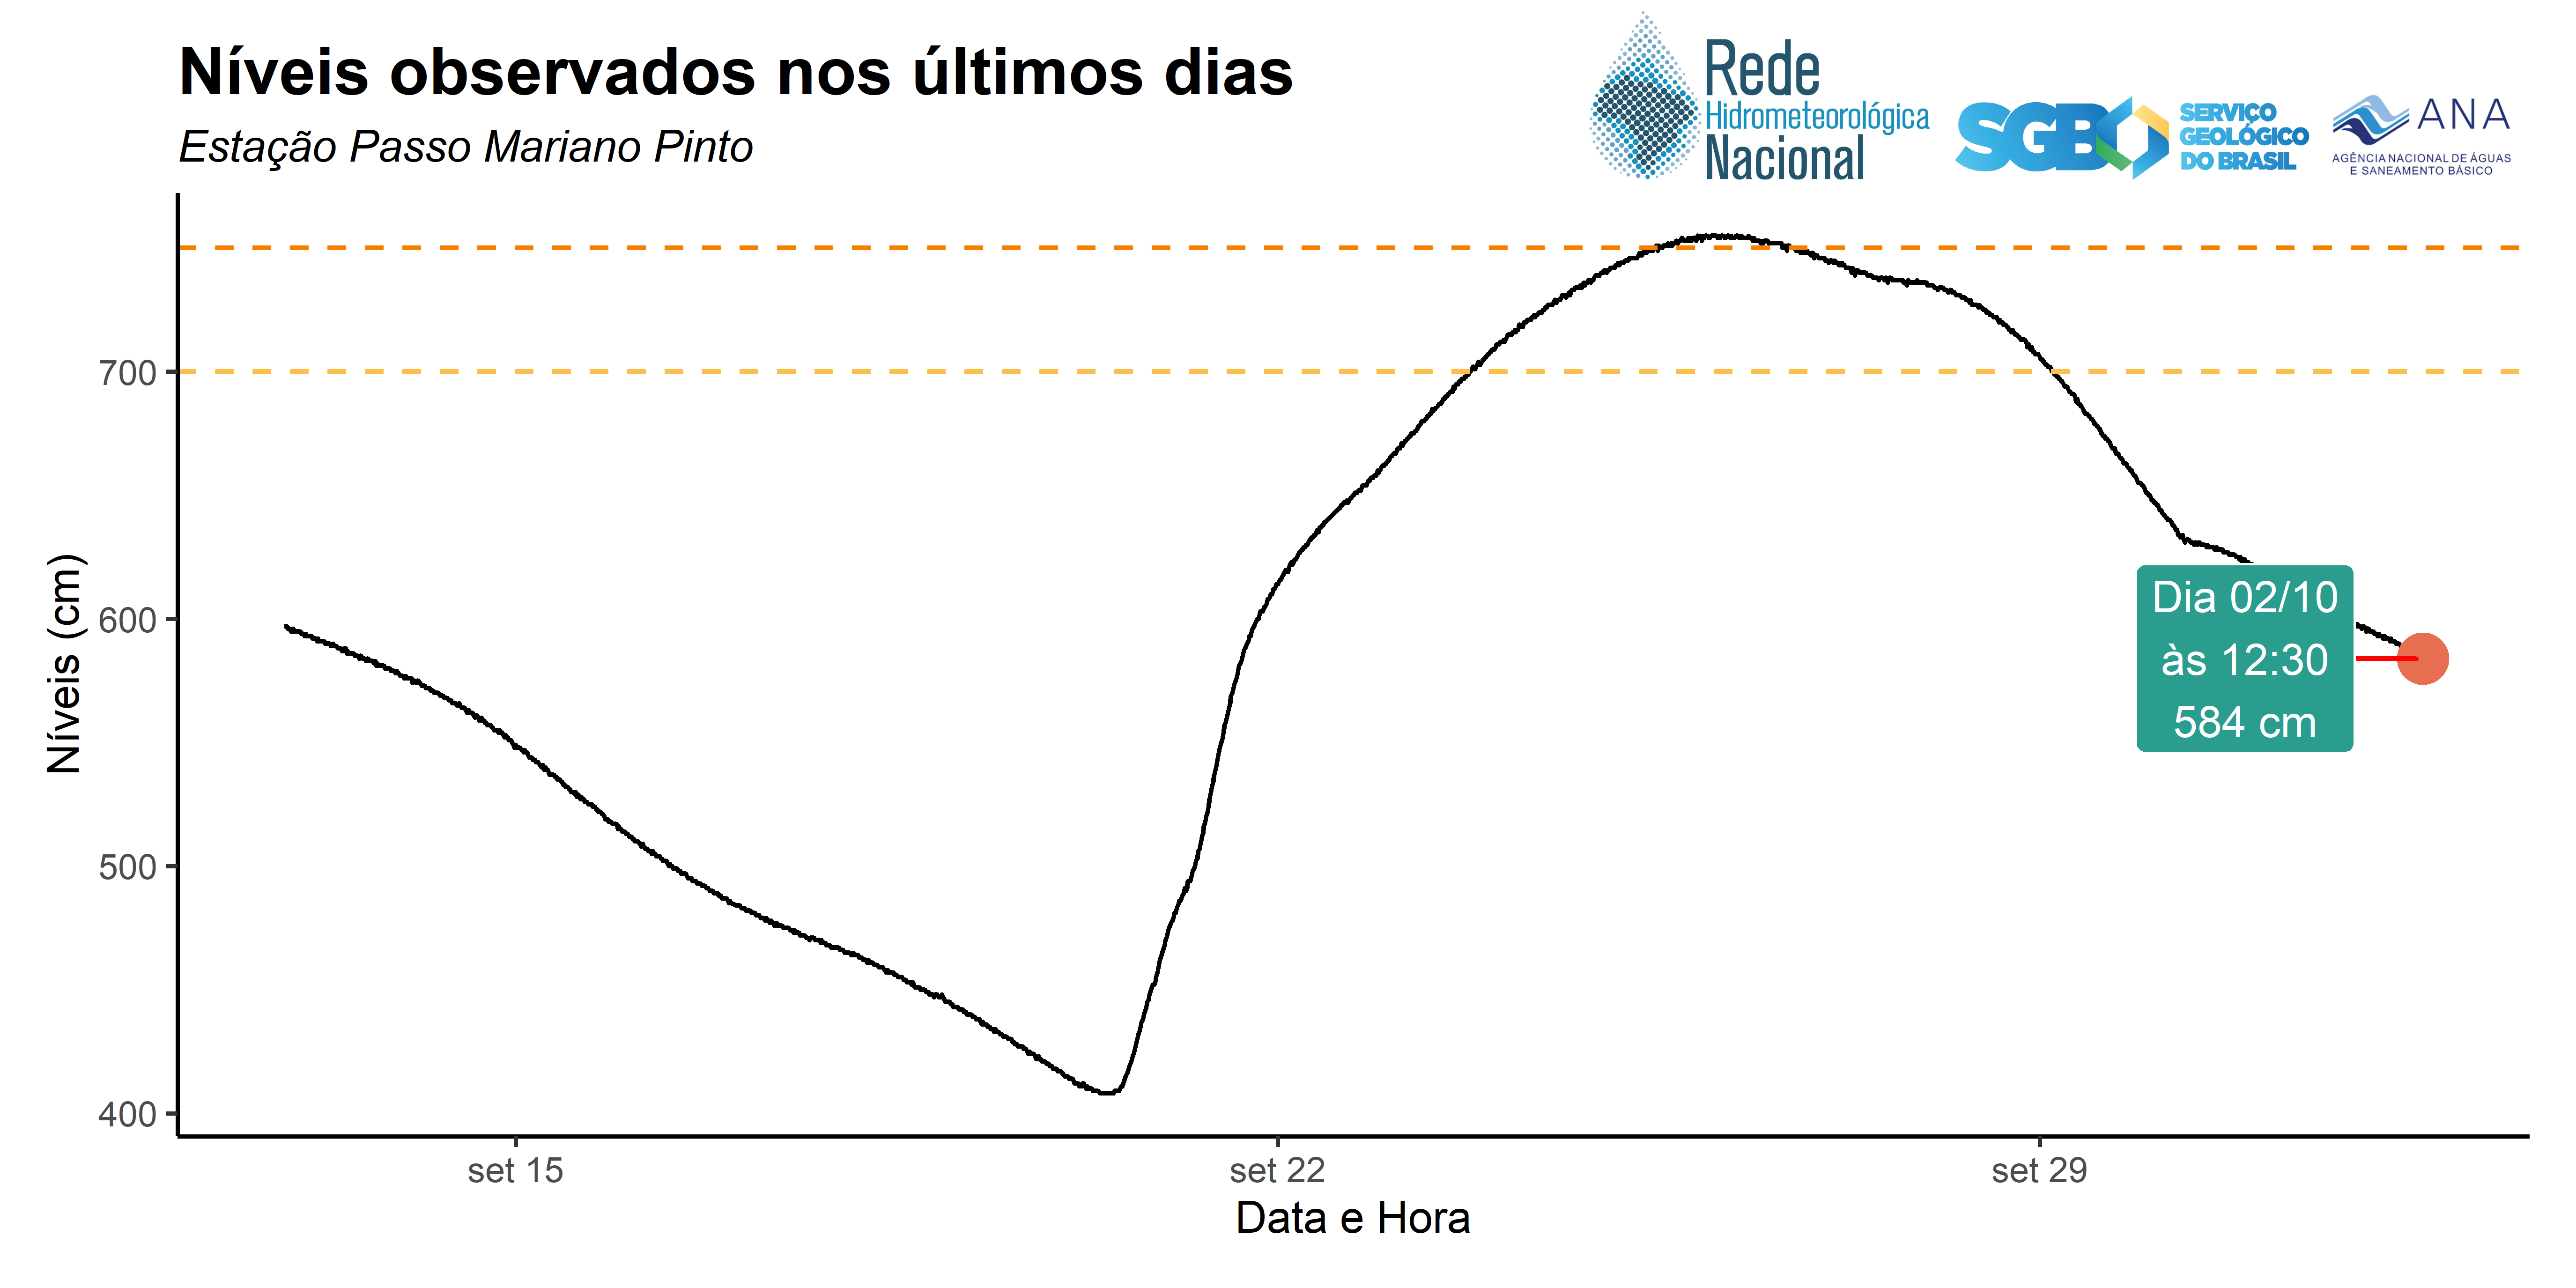 Níveis observados nos últimos dias
Estação Passo Mariano Pinto
Rede
Hidrometeorológica
Nacional
SGB
SERVIÇO
GEOLÓGICO
DO BRASIL
ANA
AGÊNCIA NACIONAL DE ÁGUAS
E SANEAMENTO BÁSICO
Níveis (cm)
700
600
500
400
Dia 02/10
às 12:30
584 cm
set 15
set 22
set 29
Data e Hora